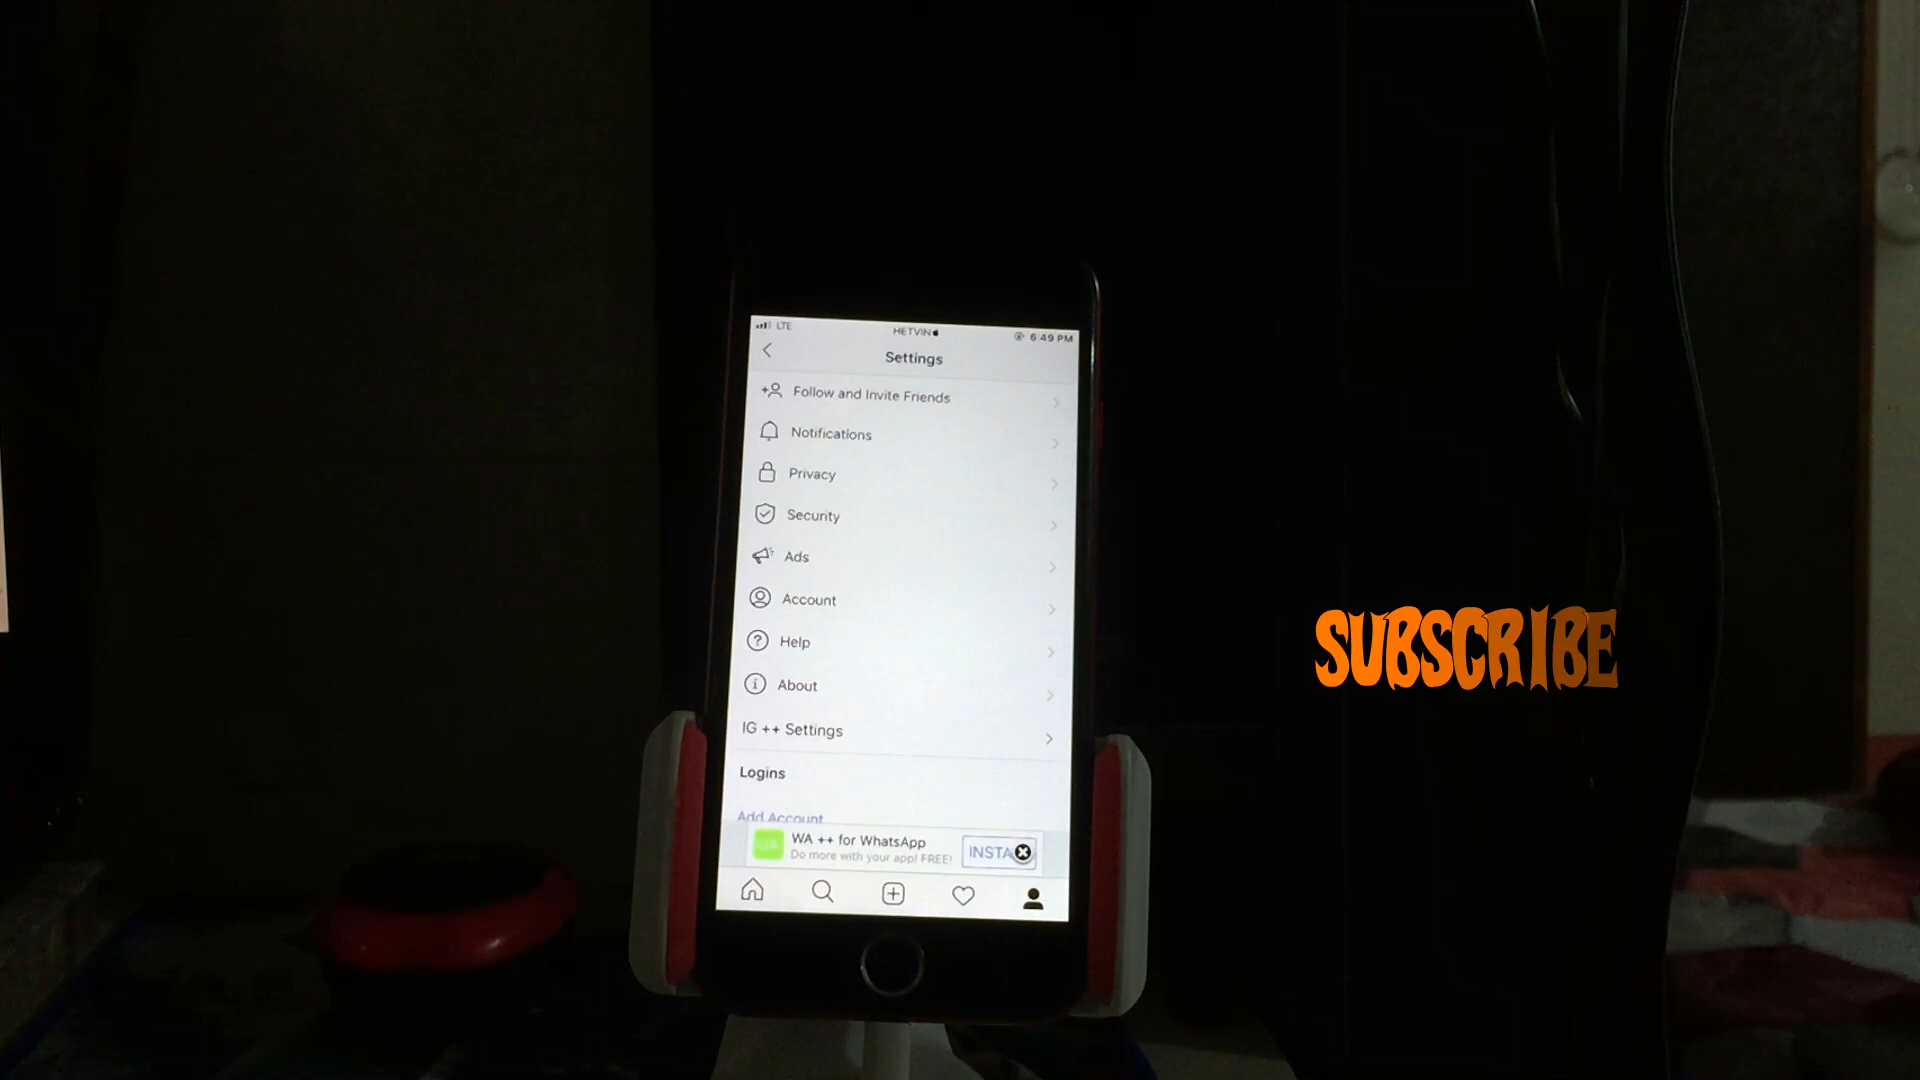 LTE
HETVIN
6:49 PM
Settings
Follow and Invite Friends
Notifications
Privacy
Security
Ads
Account
Help
About
IG ++ Settings
Logins
Add Account
WA ++ for WhatsApp
Do more with your app! FREE!
INSTA
SUBSCRIBE